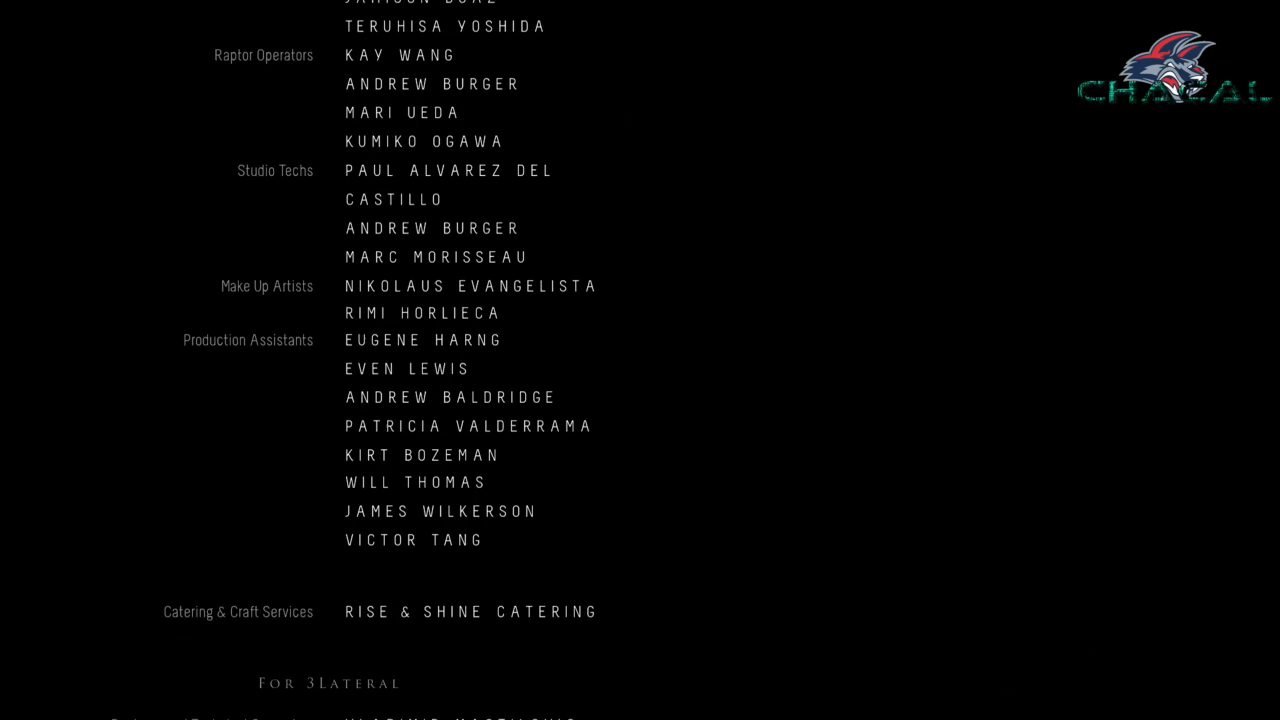 TERUHISA YOSHIDA
Raptor Operators KAY WANG
ANDREW BURGER
MARI UEDA
KUMIKO OGAWA
Studio Techs PAUL ALVAREZ DEL
CASTILLO
ANDREW BURGER
MARC MORISSEAU
Make Up Artists NIKOLAUS EVANGELISTA
RIMI HORLIECA
Production Assistants EUGENE HARNG
EVEN LEWIS
ANDREW BALDRIDGE
PATRICIA VALDERRAMA
KIRT BOZEMAN
WILL THOMAS
JAMES WILKERSON
VICTOR TANG
Catering & Craft Services RISE & SHINE CATERING
FOR 3LATERAL
CHACAL